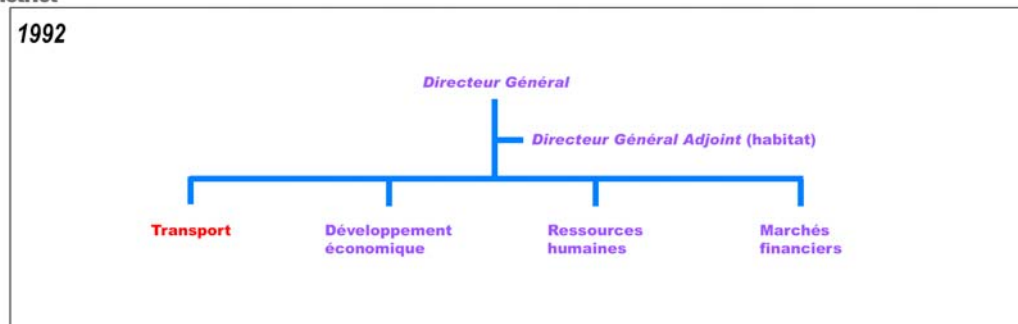 1992
Directeur Général
Directeur Général Adjoint (habitat)
Transport
Développement
économique
Ressources
humaines
Marchés
financiers